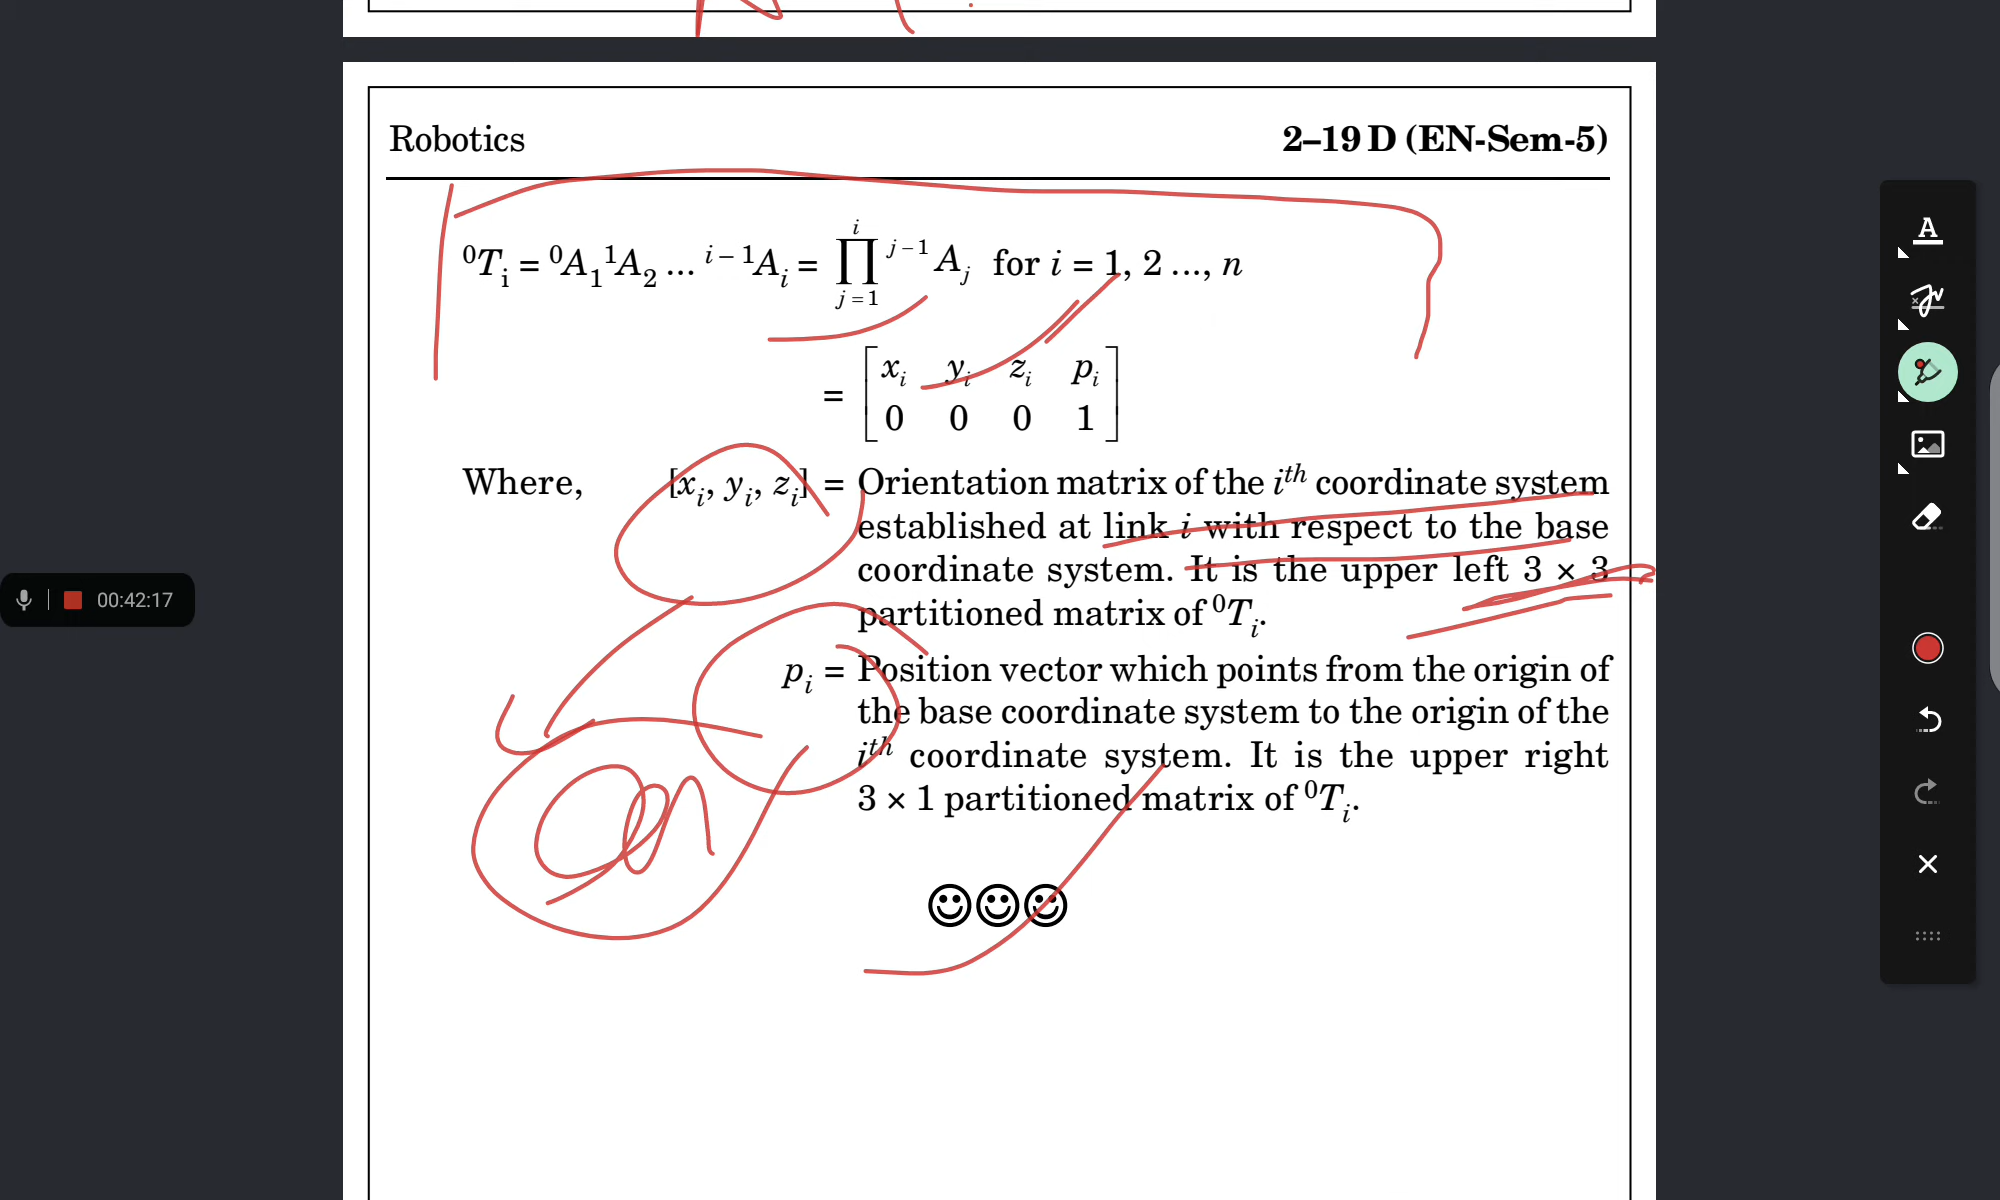 Robotics 2–19 D (EN-Sem-5)
⁰Tᵢ = ⁰A₁¹A₂ ... ⁱ⁻¹Aᵢ = ∏ (j = 1 to i) ʲ⁻¹Aⱼ for i = 1, 2 ..., n
= [xᵢ yᵢ zᵢ pᵢ
0 0 0 1]
Where, [xᵢ, yᵢ, zᵢ] = Orientation matrix of the iᵗʰ coordinate system
established at link i with respect to the base
coordinate system. It is the upper left 3 × 3
partitioned matrix of ⁰Tᵢ.
pᵢ = Position vector which points from the origin of
the base coordinate system to the origin of the
iᵗʰ coordinate system. It is the upper right
3 × 1 partitioned matrix of ⁰Tᵢ.
00:42:17
A